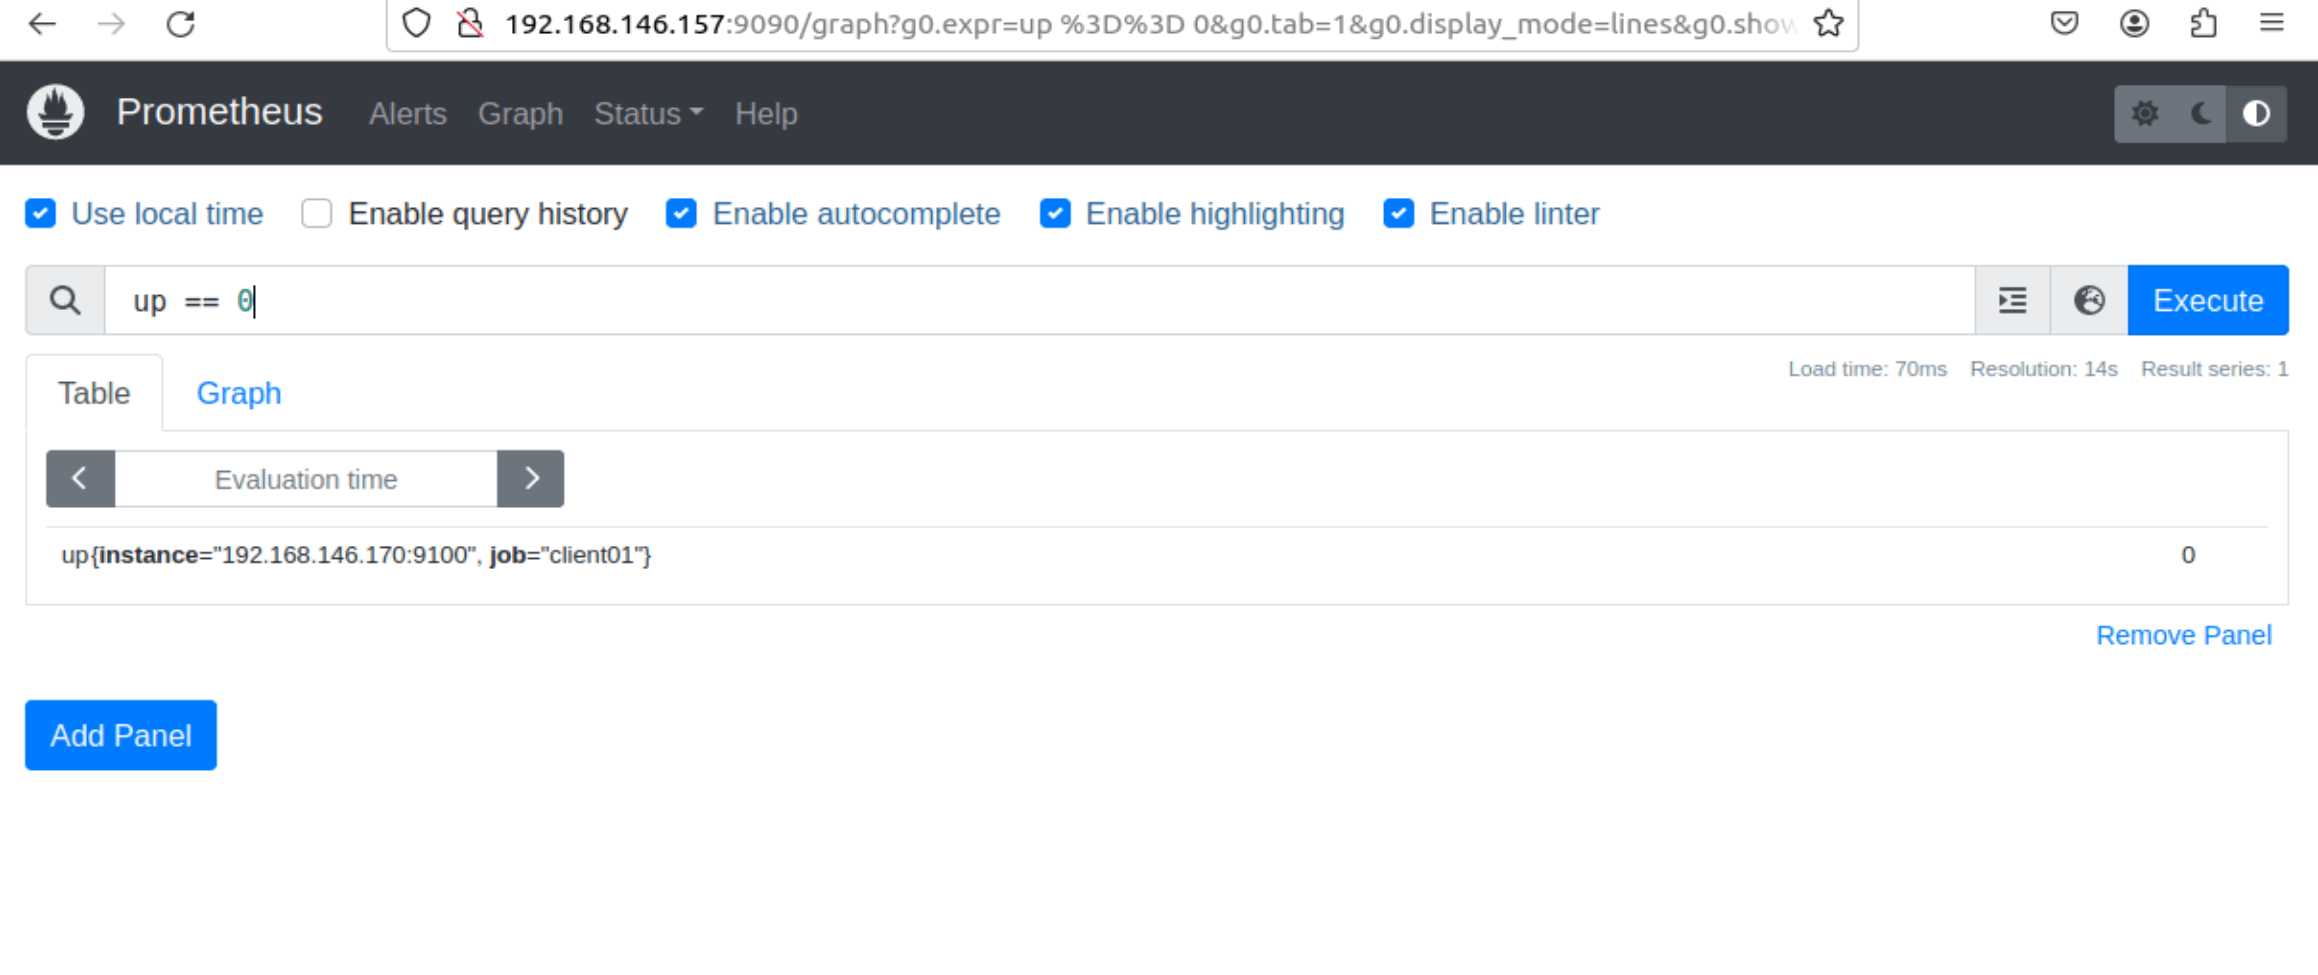 192.168.146.157:9090/graph?g0.expr=up %3D%3D 0&g0.tab=1&g0.display_mode=lines&g0.show
Prometheus Alerts Graph Status Help
Use local time Enable query history Enable autocomplete Enable highlighting Enable linter
up == 0 Execute
Load time: 70ms Resolution: 14s Result series: 1
Table Graph
Evaluation time
up{instance="192.168.146.170:9100", job="client01"} 0
Remove Panel
Add Panel